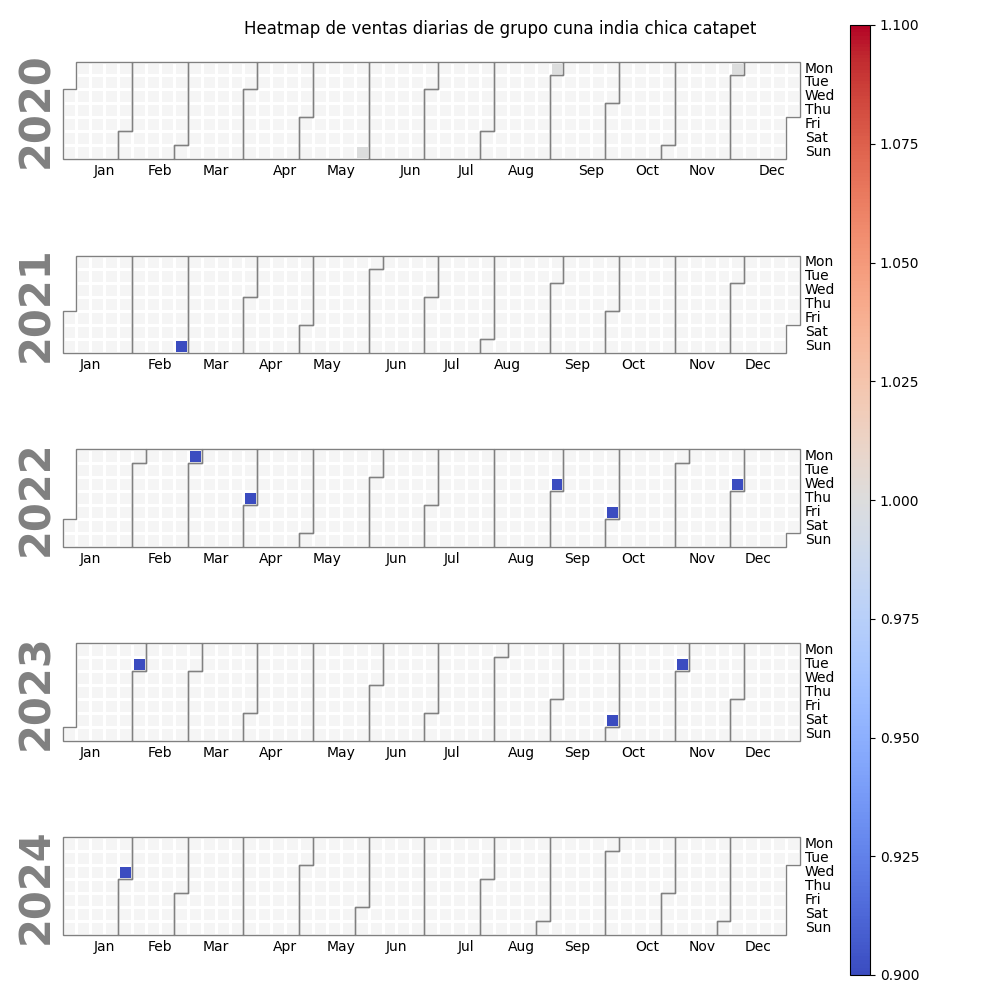 Heatmap de ventas diarias de grupo cuna india chica catapet
2020
Mon
Tue
Wed
Thu
Fri
Sat
Sun
Jan Feb Mar Apr May Jun Jul Aug Sep Oct Nov Dec
2021
Mon
Tue
Wed
Thu
Fri
Sat
Sun
Jan Feb Mar Apr May Jun Jul Aug Sep Oct Nov Dec
2022
Mon
Tue
Wed
Thu
Fri
Sat
Sun
Jan Feb Mar Apr May Jun Jul Aug Sep Oct Nov Dec
2023
Mon
Tue
Wed
Thu
Fri
Sat
Sun
Jan Feb Mar Apr May Jun Jul Aug Sep Oct Nov Dec
2024
Mon
Tue
Wed
Thu
Fri
Sat
Sun
Jan Feb Mar Apr May Jun Jul Aug Sep Oct Nov Dec
1.100
1.075
1.050
1.025
1.000
0.975
0.950
0.925
0.900